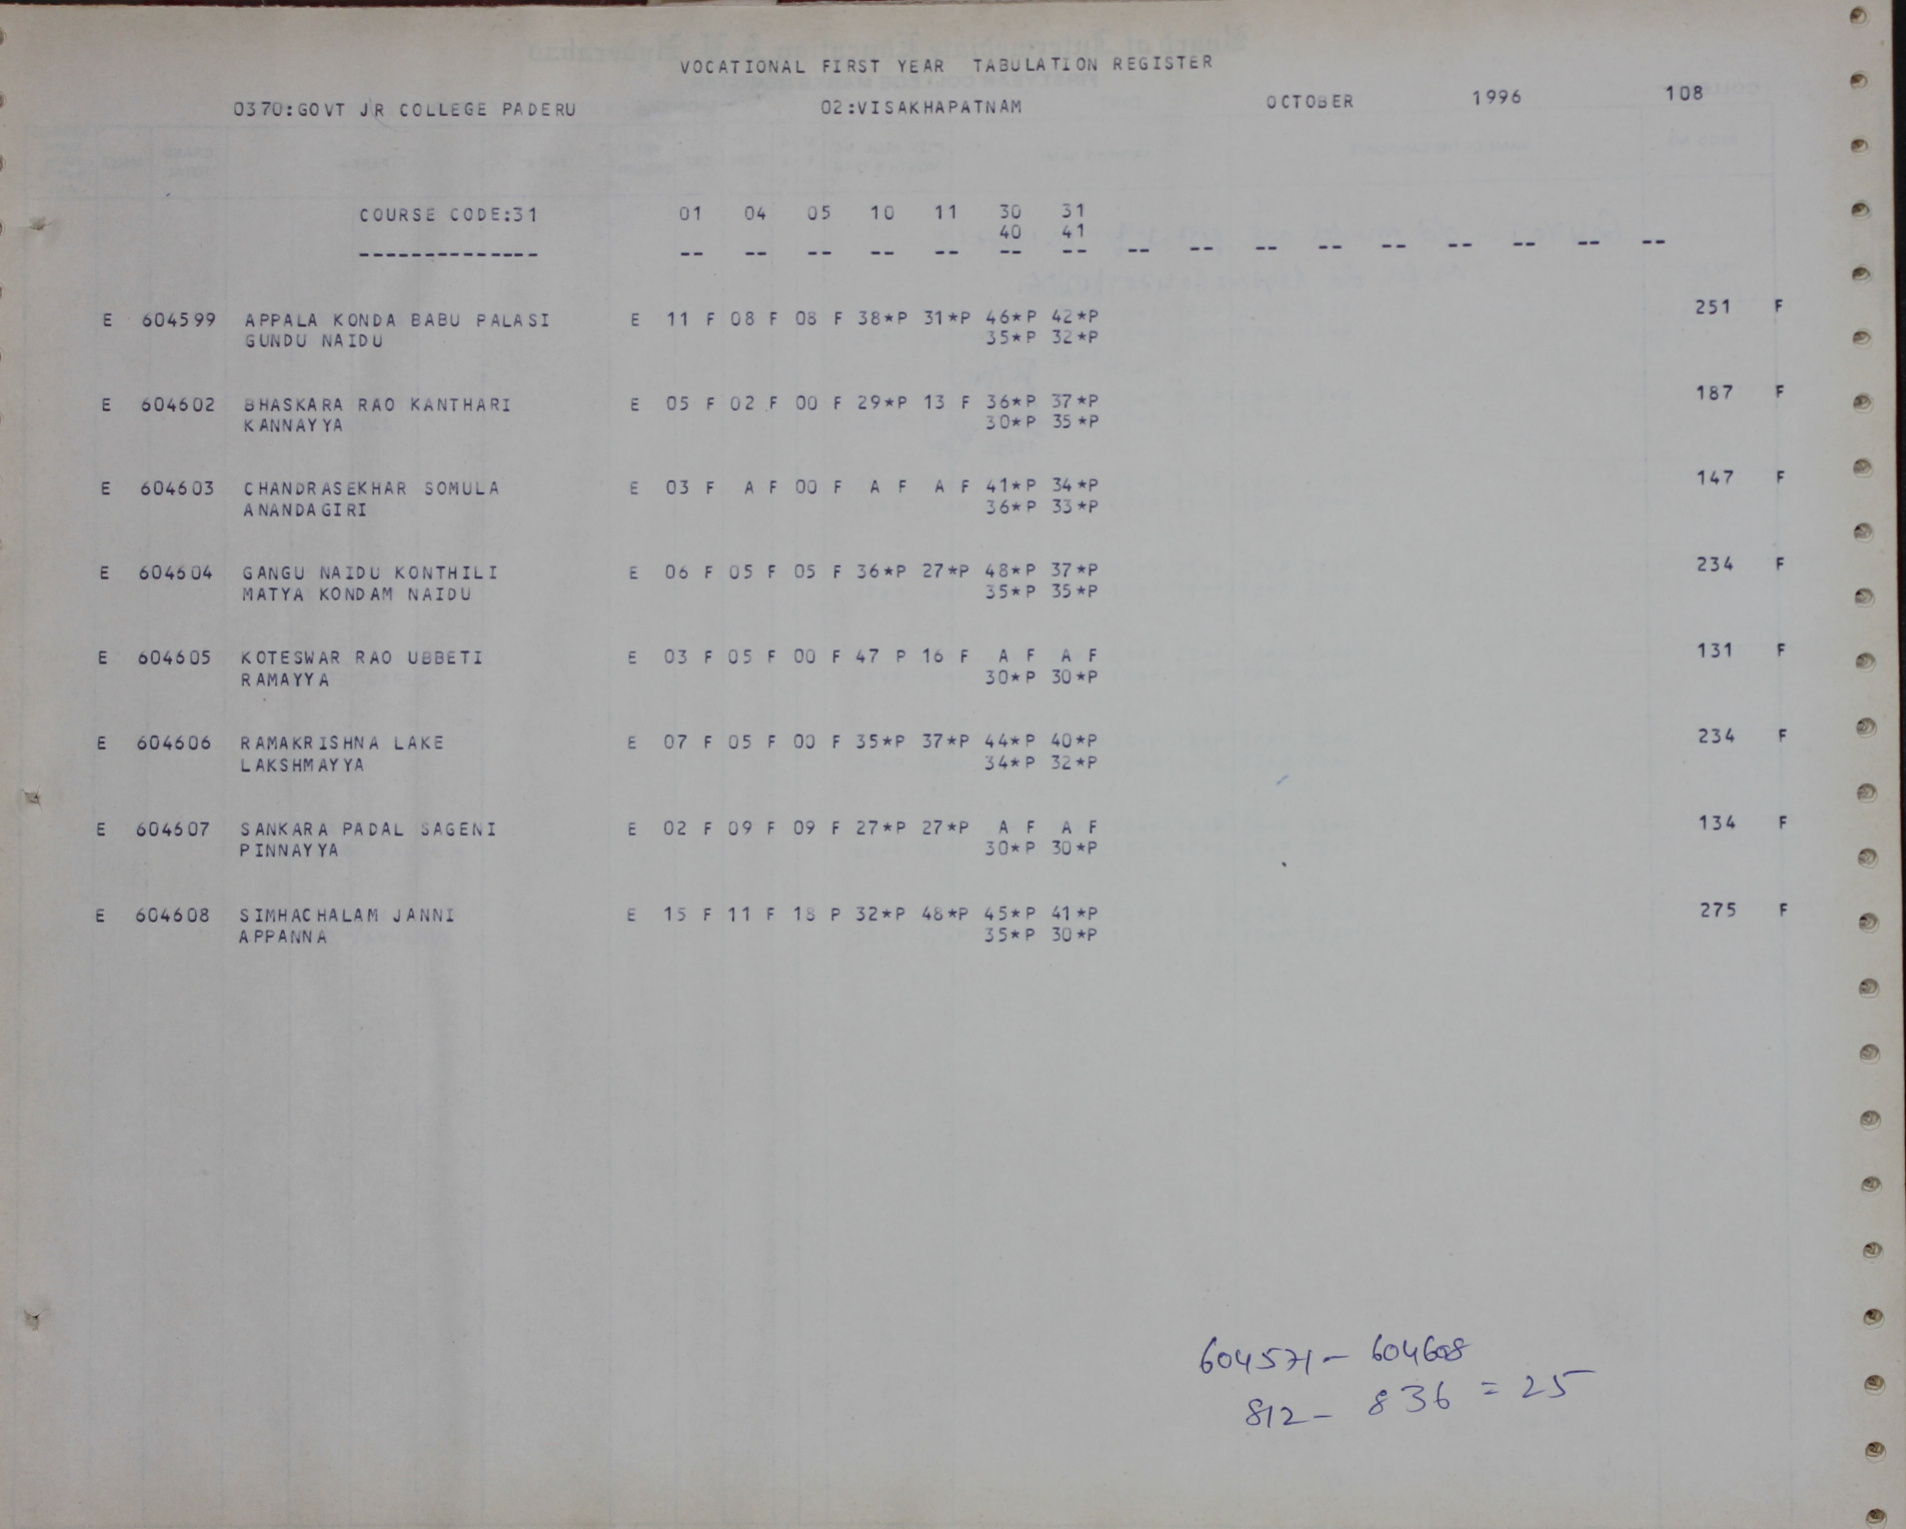 VOCATIONAL FIRST YEAR TABULATION REGISTER
0370:GOVT JR COLLEGE PADERU 02:VISAKHAPATNAM OCTOBER 1996 108
COURSE CODE:31 01 04 05 10 11 30 31
40 41
-------------- -- -- -- -- -- -- -- -- -- -- -- -- -- -- -- --
E 604599 APPALA KONDA BABU PALASI E 11 F 08 F 08 F 38*P 31*P 46*P 42*P 251 F
GUNDU NAIDU 35*P 32*P
E 604602 BHASKARA RAO KANTHARI E 05 F 02 F 00 F 29*P 13 F 36*P 37*P 187 F
KANNAYYA 30*P 35*P
E 604603 CHANDRASEKHAR SOMULA E 03 F A F 00 F A F A F 41*P 34*P 147 F
ANANDAGIRI 36*P 33*P
E 604604 GANGU NAIDU KONTHILI E 06 F 05 F 05 F 36*P 27*P 48*P 37*P 234 F
MATYA KONDAM NAIDU 35*P 35*P
E 604605 KOTESWAR RAO UBBETI E 03 F 05 F 00 F 47 P 16 F A F A F 131 F
RAMAYYA 30*P 30*P
E 604606 RAMAKRISHNA LAKE E 07 F 05 F 00 F 35*P 37*P 44*P 40*P 234 F
LAKSHMAYYA 34*P 32*P
E 604607 SANKARA PADAL SAGENI E 02 F 09 F 09 F 27*P 27*P A F A F 134 F
PINNAYYA 30*P 30*P
E 604608 SIMHACHALAM JANNI E 15 F 11 F 18 P 32*P 48*P 45*P 41*P 275 F
APPANNA 35*P 30*P
604571 - 604608
812 - 836 = 25